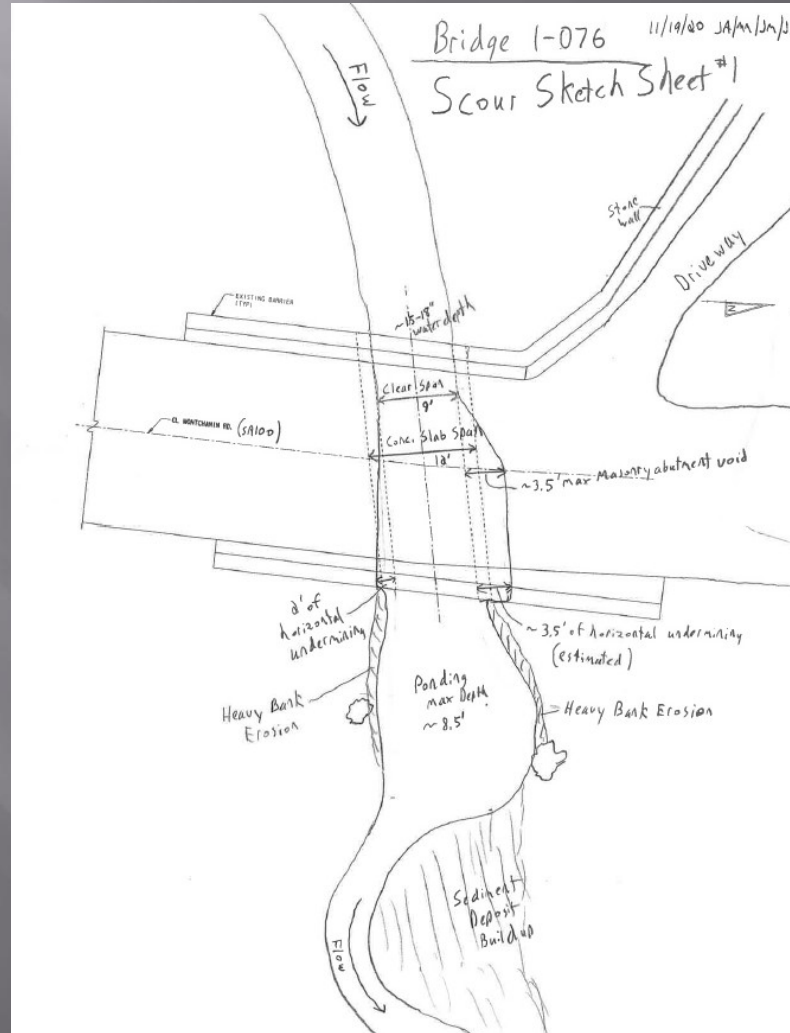 Bridge 1-076
11/19/20 JA/MM/JM/J
Scour Sketch Sheet #1
Flow
Stone
wall
Driveway
EXISTING BARRIER
(TYP)
N
~15-18"
water depth
Clear Span
9'
CL MONTCHANIN RD. (SR100)
Conc. Slab Span
12'
~3.5' max Masonry abutment void
2' of
horizontal
undermining
~3.5' of horizontal undermining
(estimated)
Ponding
max Depth
~8.5'
Heavy Bank
Erosion
Heavy Bank Erosion
Sediment
Deposit
Buildup
Flow